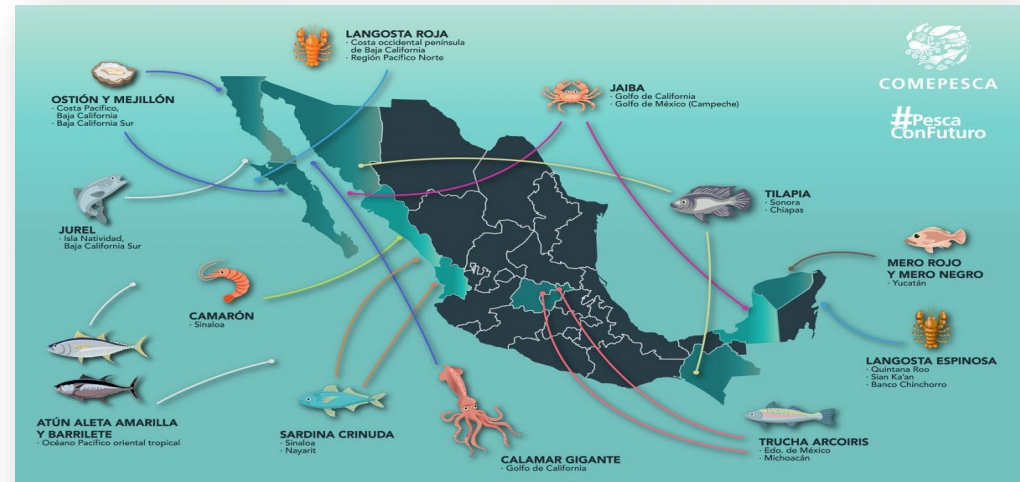 LANGOSTA ROJA
· Costa occidental península
de Baja California
· Región Pacífico Norte
COMEPESCA
#Pesca
ConFuturo
OSTIÓN Y MEJILLÓN
· Costa Pacífico,
Baja California
· Baja California Sur
JAIBA
· Golfo de California
· Golfo de México (Campeche)
JUREL
· Isla Natividad,
Baja California Sur
TILAPIA
· Sonora
· Chiapas
CAMARÓN
· Sinaloa
MERO ROJO
Y MERO NEGRO
· Yucatán
LANGOSTA ESPINOSA
· Quintana Roo
· Sian Ka'an
· Banco Chinchorro
ATÚN ALETA AMARILLA
Y BARRILETE
· Océano Pacífico oriental tropical
SARDINA CRINUDA
· Sinaloa
· Nayarit
CALAMAR GIGANTE
· Golfo de California
TRUCHA ARCOIRIS
· Edo. de México
· Michoacán